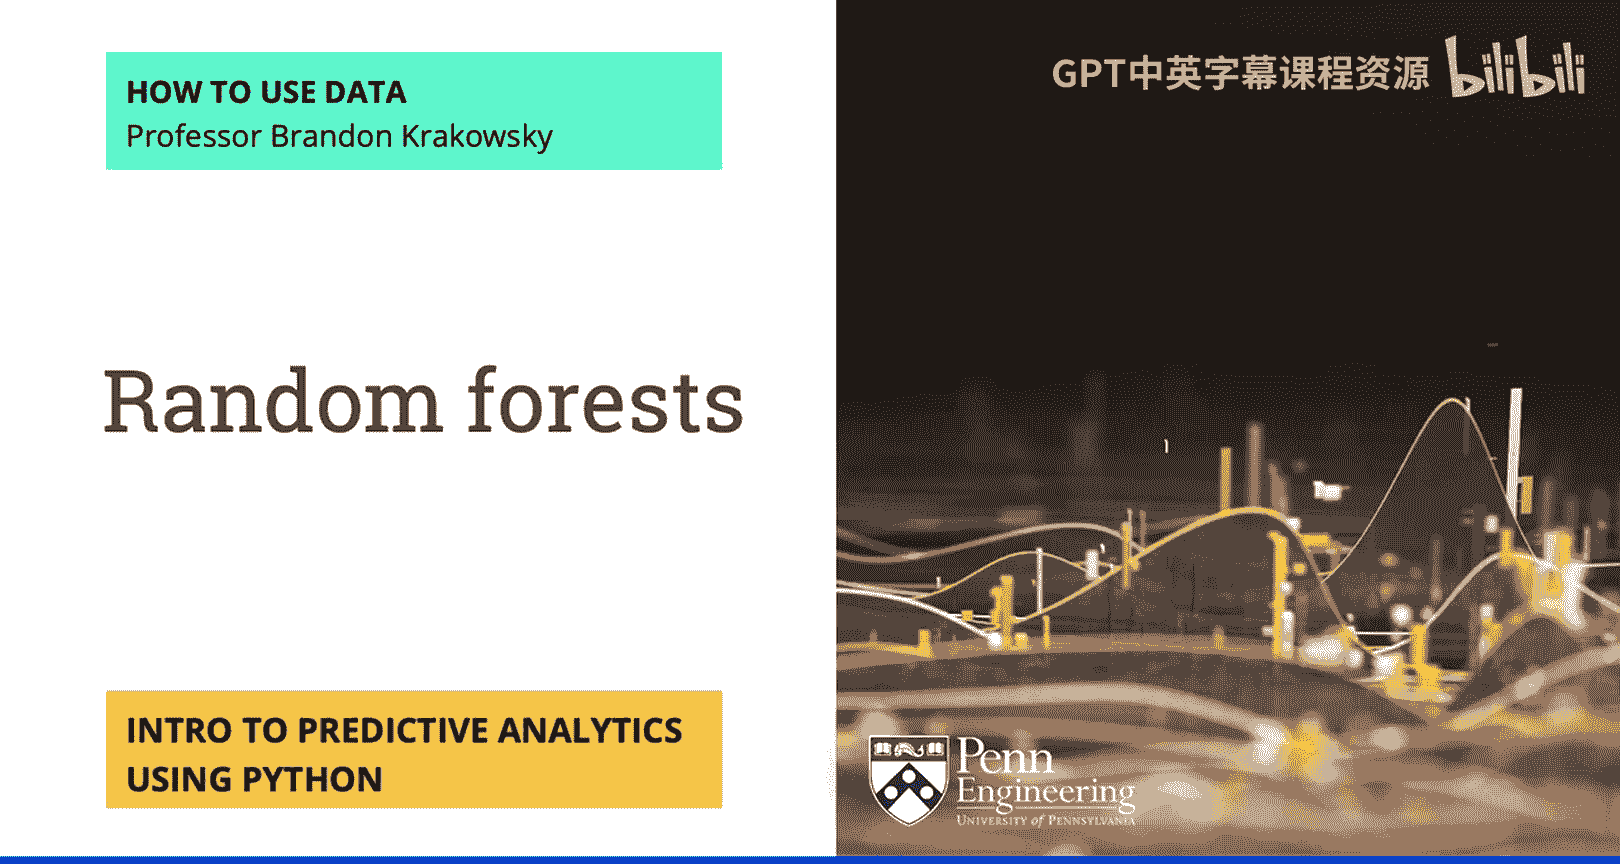 HOW TO USE DATA
Professor Brandon Krakowsky
Random forests
INTRO TO PREDICTIVE ANALYTICS
USING PYTHON
GPT中英字幕课程资源 bilibili
Penn
Engineering
UNIVERSITY of PENNSYLVANIA